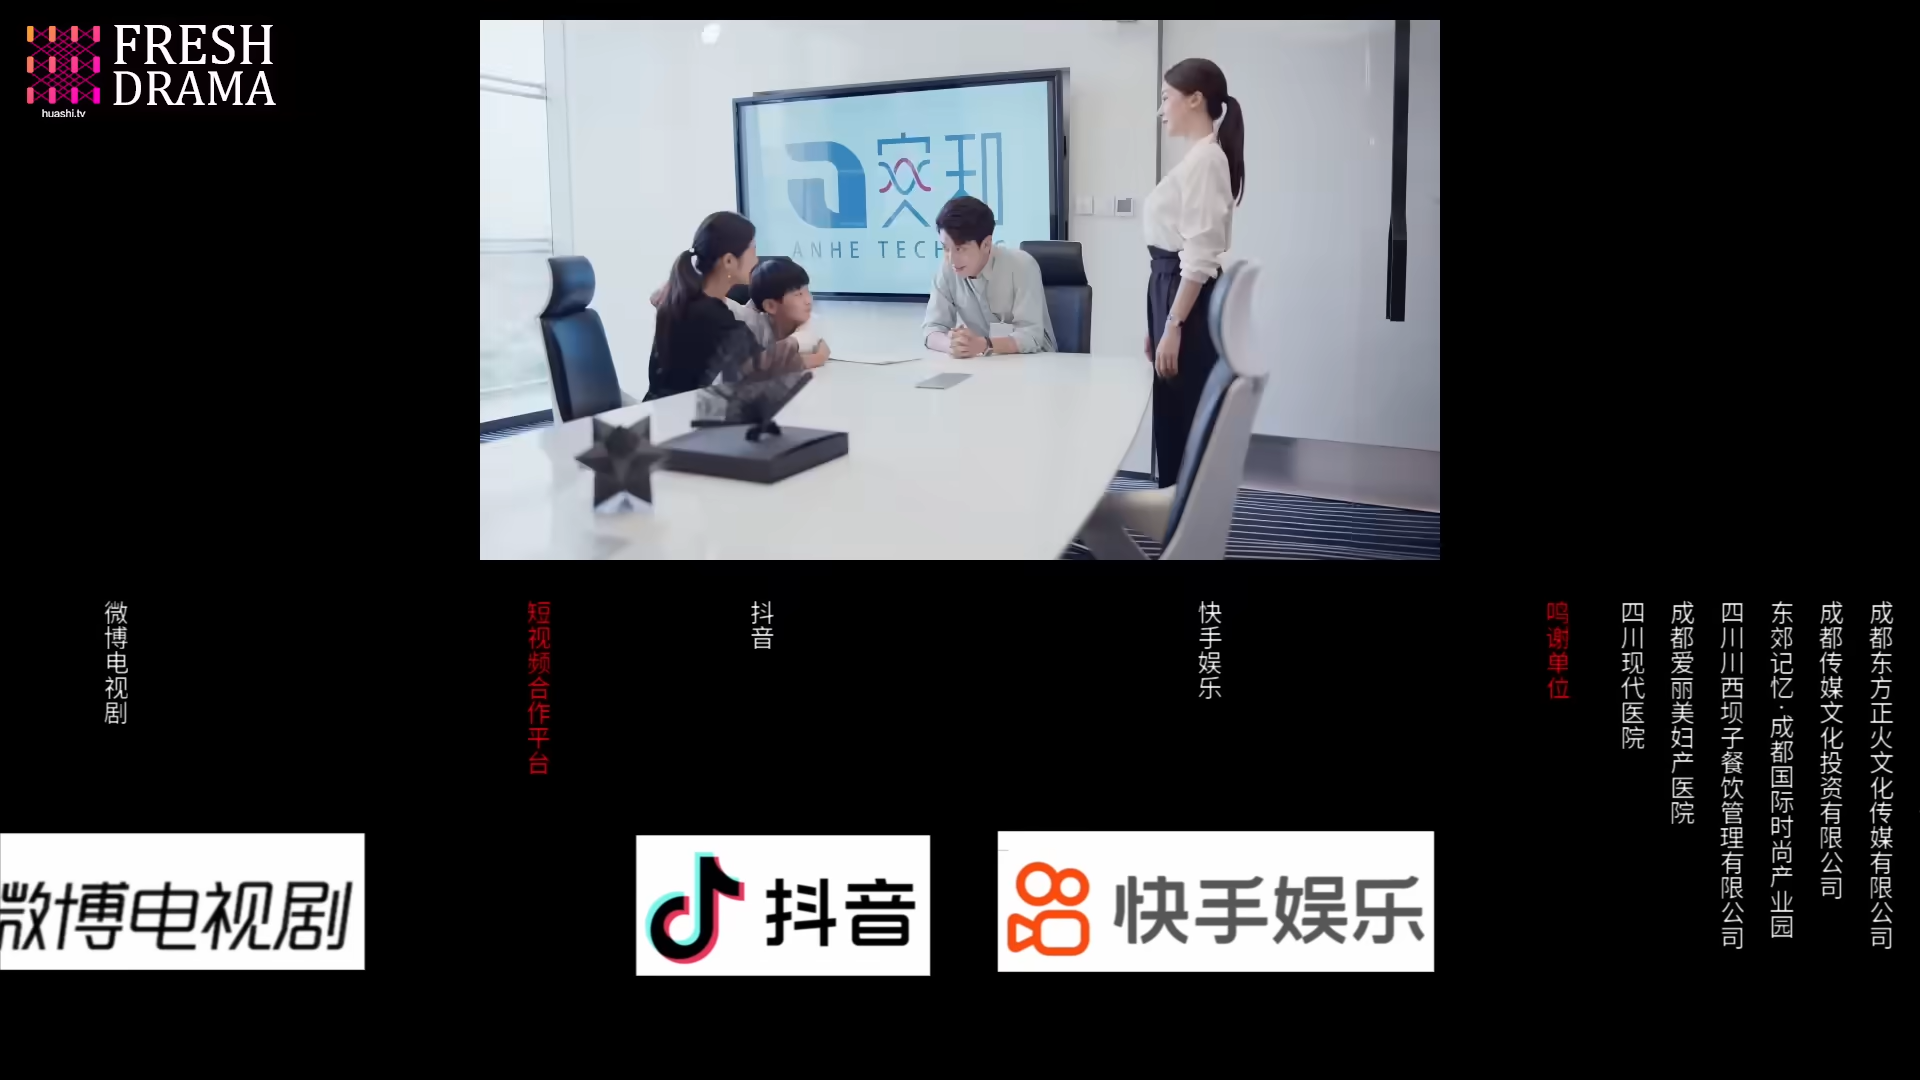 FRESH
DRAMA
huashi.tv
安和
ANHE TECH
微博电视剧
短视频合作平台
抖音
快手娱乐
鸣谢单位
四川现代医院
成都爱丽美妇产医院
四川川西坝子餐饮管理有限公司
东郊记忆·成都国际时尚产业园
成都传媒文化投资有限公司
成都东方正火文化传媒有限公司
微博电视剧
抖音
快手娱乐